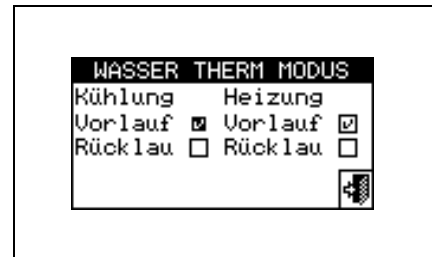 WASSER THERM MODUS
Kühlung Heizung
Vorlauf Vorlauf
Rücklau Rücklau